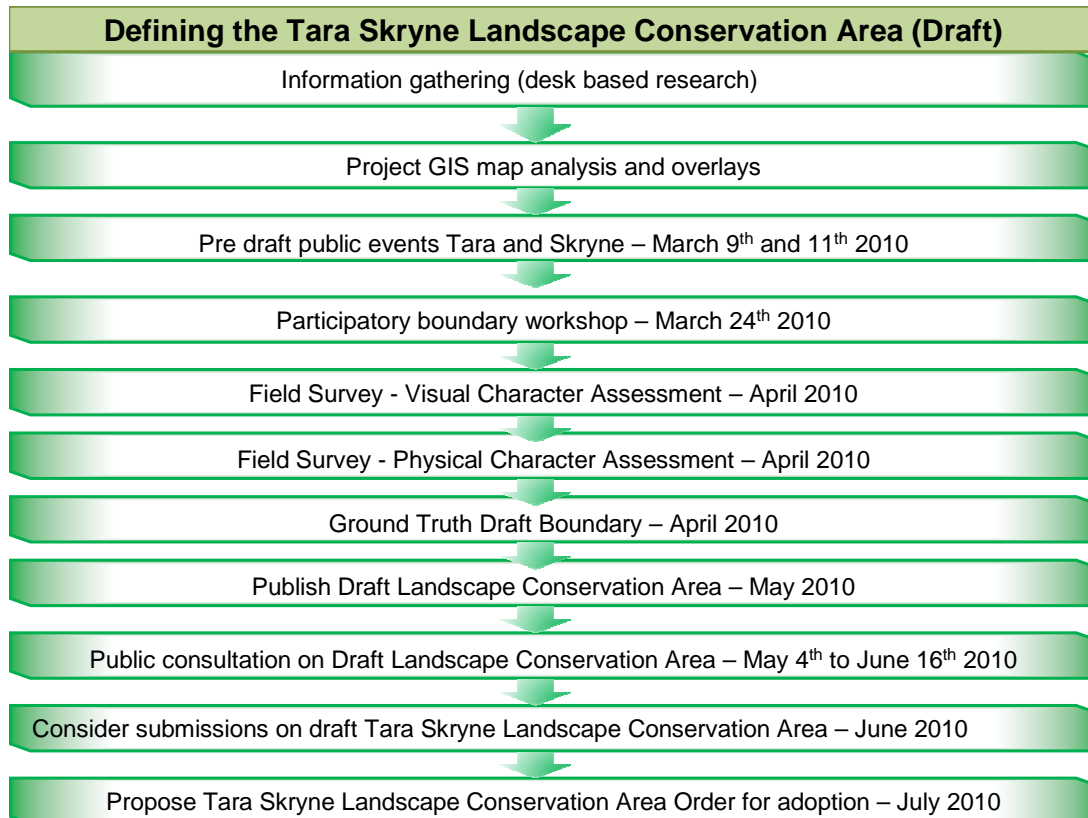 Defining the Tara Skryne Landscape Conservation Area (Draft)
Information gathering (desk based research)
Project GIS map analysis and overlays
Pre draft public events Tara and Skryne – March 9th and 11th 2010
Participatory boundary workshop – March 24th 2010
Field Survey - Visual Character Assessment – April 2010
Field Survey - Physical Character Assessment – April 2010
Ground Truth Draft Boundary – April 2010
Publish Draft Landscape Conservation Area – May 2010
Public consultation on Draft Landscape Conservation Area – May 4th to June 16th 2010
Consider submissions on draft Tara Skryne Landscape Conservation Area – June 2010
Propose Tara Skryne Landscape Conservation Area Order for adoption – July 2010